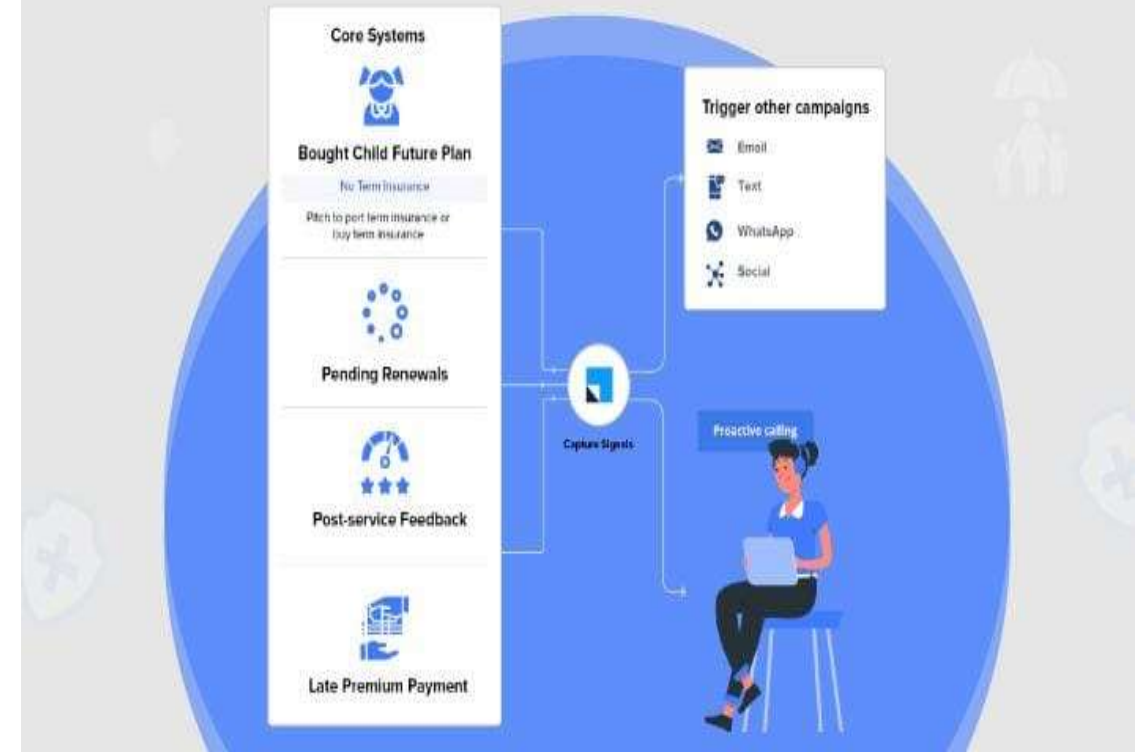 Core Systems
Bought Child Future Plan
No Term Insurance
Pitch to port term insurance or
buy term insurance
Pending Renewals
Post-service Feedback
Late Premium Payment
Capture Signals
Trigger other campaigns
Email
Text
WhatsApp
Social
Proactive calling